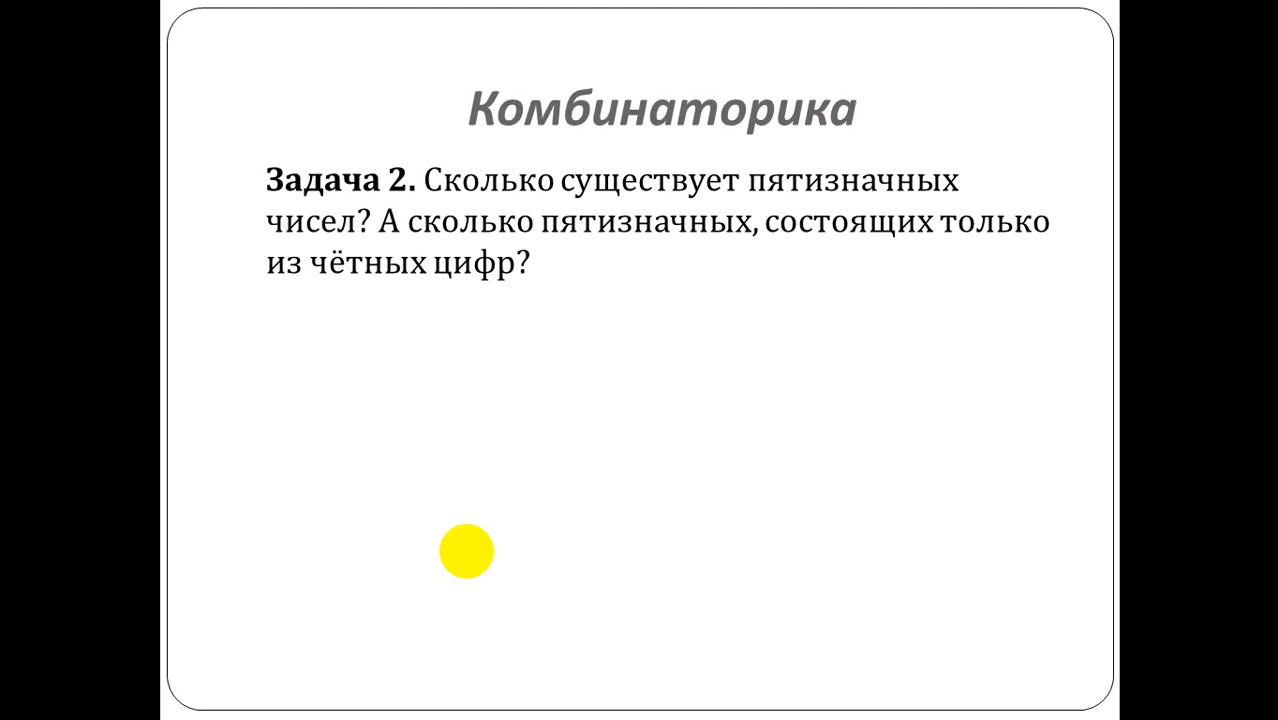 Комбинаторика
Задача 2. Сколько существует пятизначных
чисел? А сколько пятизначных, состоящих только
из чётных цифр?